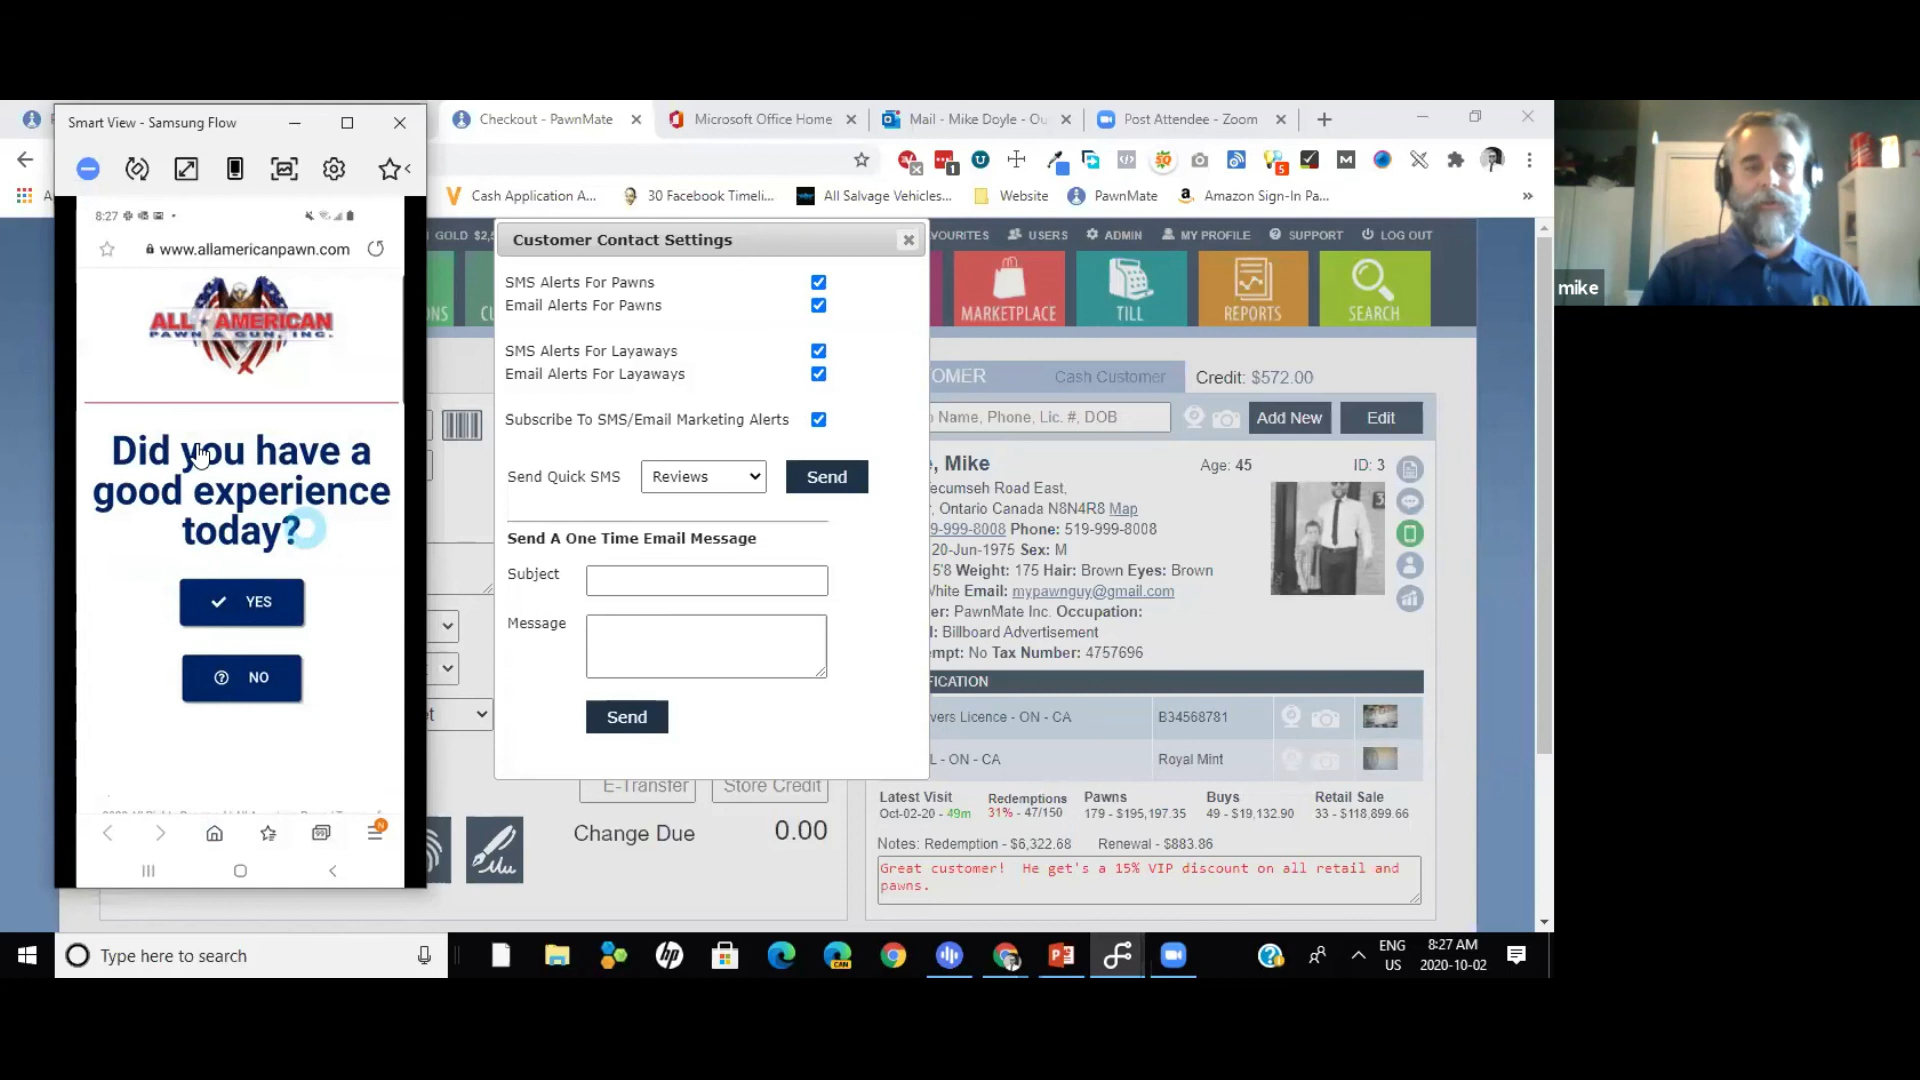 Smart View - Samsung Flow
Checkout - PawnMate
Microsoft Office Home
Mail - Mike Doyle - Ou
Post Attendee - Zoom
Cash Application A...
30 Facebook Timeli...
All Salvage Vehicles...
Website
PawnMate
Amazon Sign-In Pa...
8:27
www.allamericanpawn.com
ALL AMERICAN
PAWN & GUN, INC.
Did you have a
good experience
today?
YES
NO
GOLD $2,5
Customer Contact Settings
VOURITES
USERS
ADMIN
MY PROFILE
SUPPORT
LOG OUT
MARKETPLACE
TILL
REPORTS
SEARCH
SMS Alerts For Pawns
Email Alerts For Pawns
SMS Alerts For Layaways
Email Alerts For Layaways
Subscribe To SMS/Email Marketing Alerts
Send Quick SMS
Reviews
Send
Send A One Time Email Message
Subject
Message
Send
OMER
Cash Customer
Credit: $572.00
o Name, Phone, Lic. #, DOB
Add New
Edit
e, Mike
Age: 45
ID: 3
ecumseh Road East,
r, Ontario Canada N8N4R8 Map
9-999-8008 Phone: 519-999-8008
20-Jun-1975 Sex: M
5'8 Weight: 175 Hair: Brown Eyes: Brown
White Email: mypawnguy@gmail.com
er: PawnMate Inc. Occupation:
l: Billboard Advertisement
empt: No Tax Number: 4757696
FICATION
vers Licence - ON - CA
B34568781
L - ON - CA
Royal Mint
E-Transfer
Store Credit
Change Due
0.00
Latest Visit
Redemptions
Pawns
Buys
Retail Sale
Oct-02-20 - 49m
31% - 47/150
179 - $195,197.35
49 - $19,132.90
33 - $118,899.66
Notes: Redemption - $6,322.68
Renewal - $883.86
Great customer! He get's a 15% VIP discount on all retail and
pawns.
mike
Type here to search
ENG
US
8:27 AM
2020-10-02